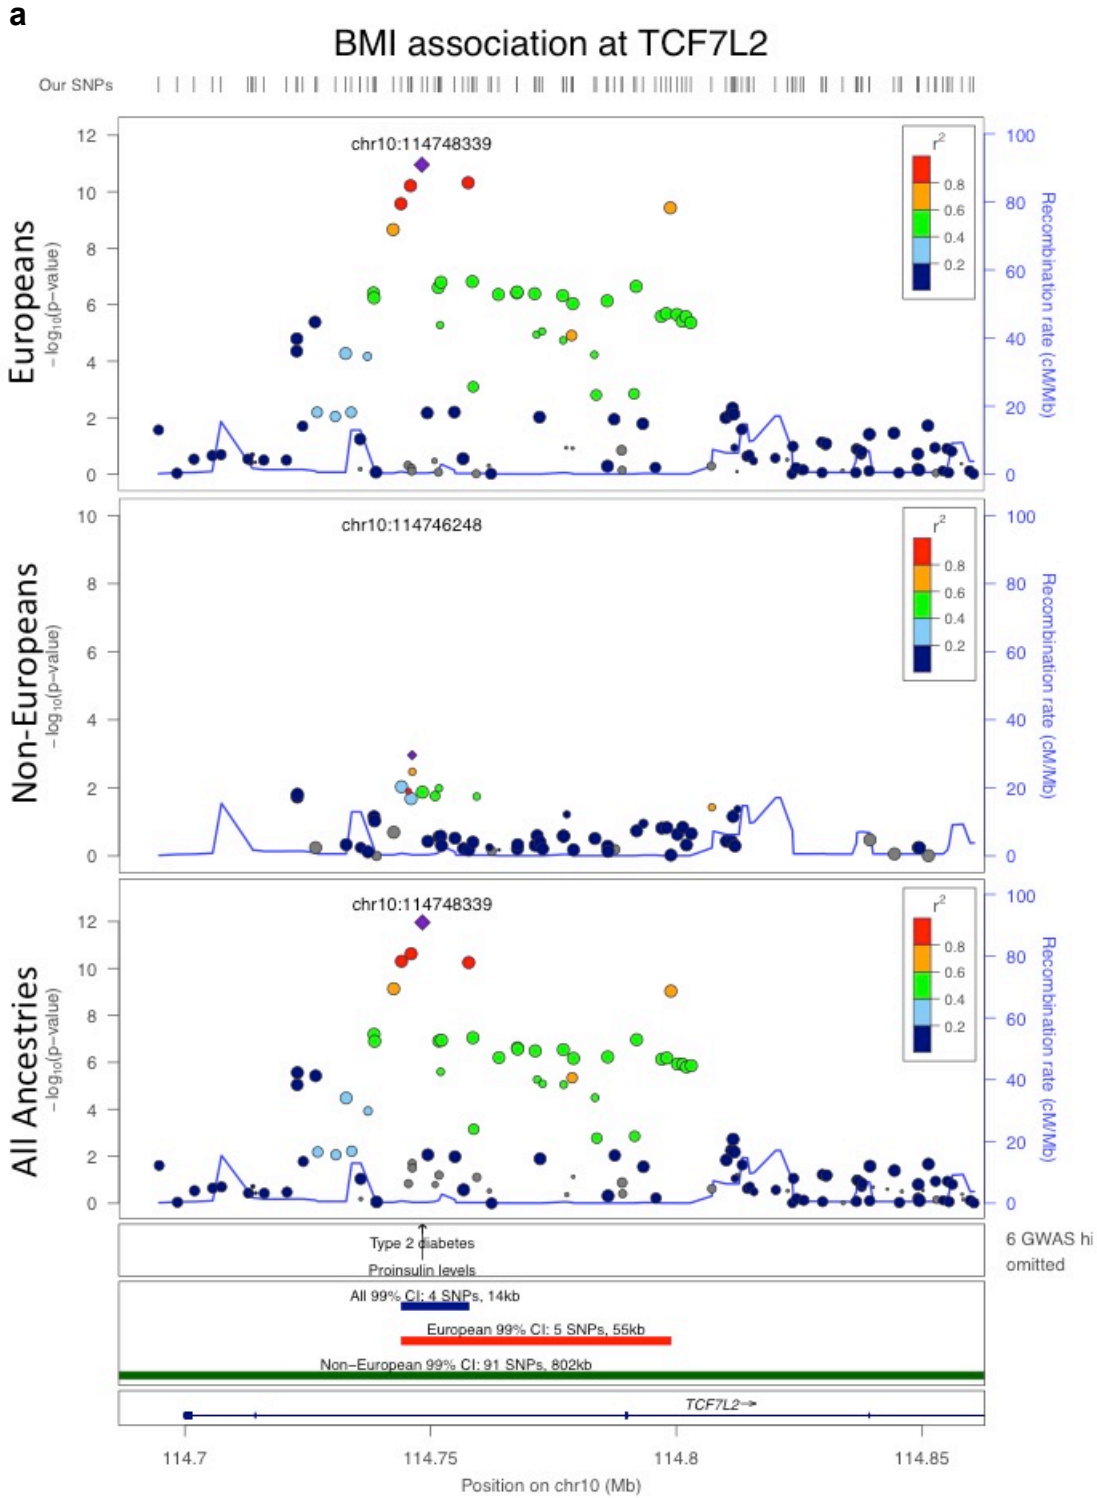 a
BMI association at TCF7L2
Our SNPs
Europeans
− log10(p−value)
12
10
8
6
4
2
0
chr10:114748339
r2
0.8
0.6
0.4
0.2
100
80
60
40
20
0
Recombination rate (cM/Mb)
Non-Europeans
− log10(p−value)
10
8
6
4
2
0
chr10:114746248
r2
0.8
0.6
0.4
0.2
100
80
60
40
20
0
Recombination rate (cM/Mb)
All Ancestries
− log10(p−value)
12
10
8
6
4
2
0
chr10:114748339
r2
0.8
0.6
0.4
0.2
100
80
60
40
20
0
Recombination rate (cM/Mb)
Type 2 diabetes
Proinsulin levels
6 GWAS hi
omitted
All 99% CI: 4 SNPs, 14kb
European 99% CI: 5 SNPs, 55kb
Non−European 99% CI: 91 SNPs, 802kb
TCF7L2→
114.7 114.75 114.8 114.85
Position on chr10 (Mb)